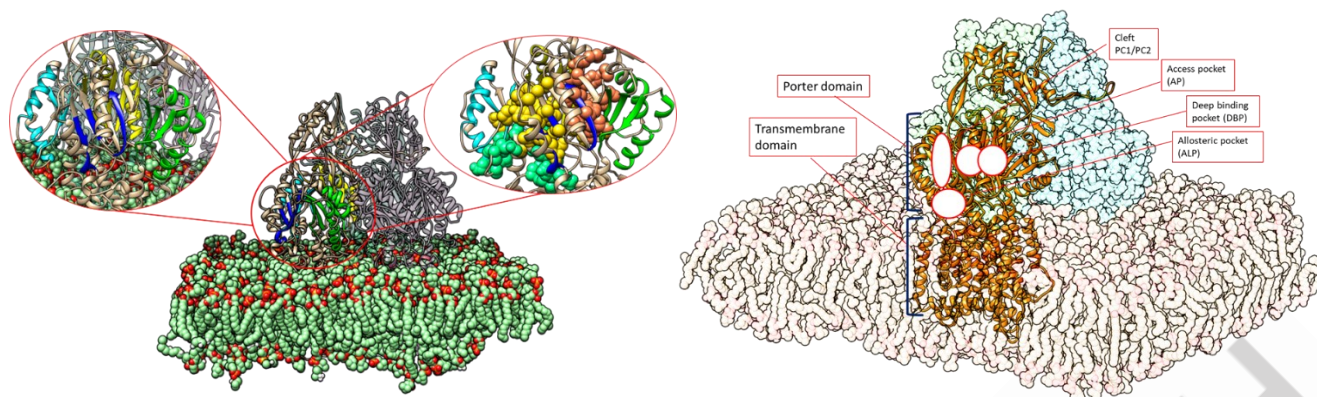 Cleft
PC1/PC2
Access pocket
(AP)
Porter domain
Deep binding
pocket (DBP)
Transmembrane
domain
Allosteric pocket
(ALP)